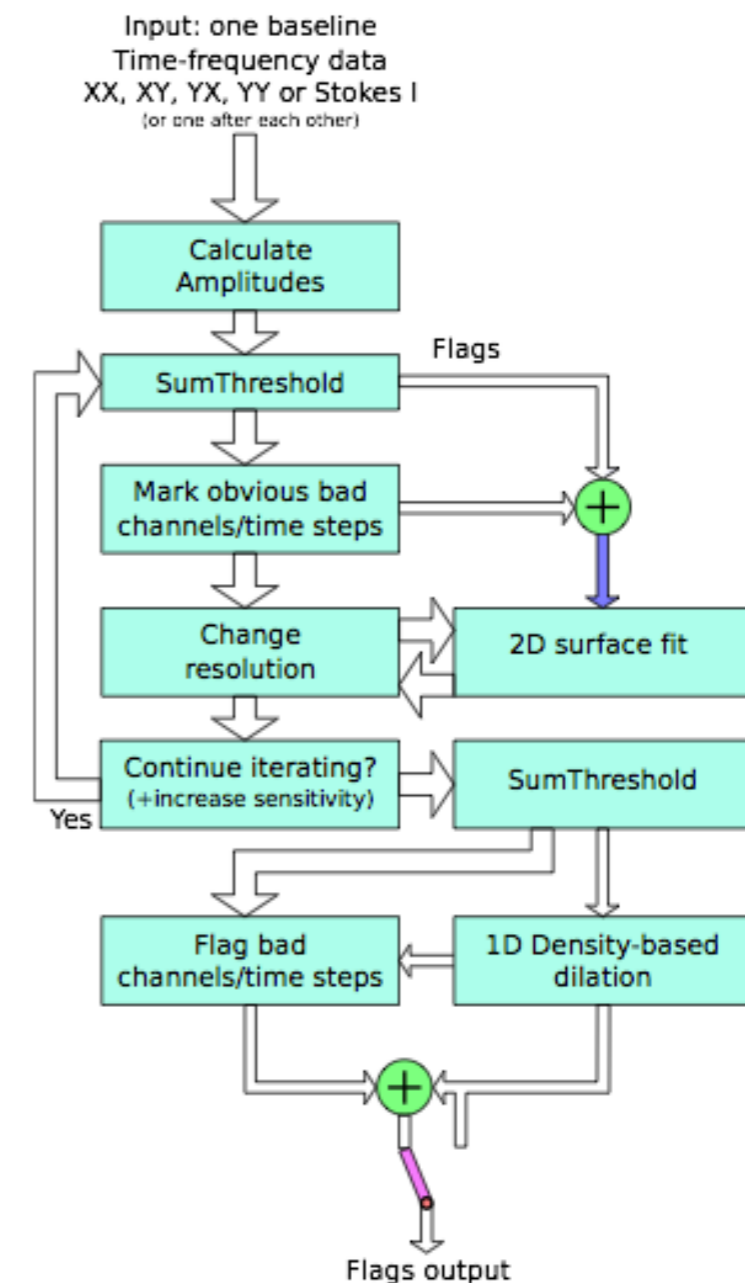 Input: one baseline
Time-frequency data
XX, XY, YX, YY or Stokes I
(or one after each other)
Calculate
Amplitudes
Flags
SumThreshold
Mark obvious bad
channels/time steps
+
Change
resolution
2D surface fit
Continue iterating?
(+increase sensitivity)
SumThreshold
Yes
Flag bad
channels/time steps
1D Density-based
dilation
+
Flags output